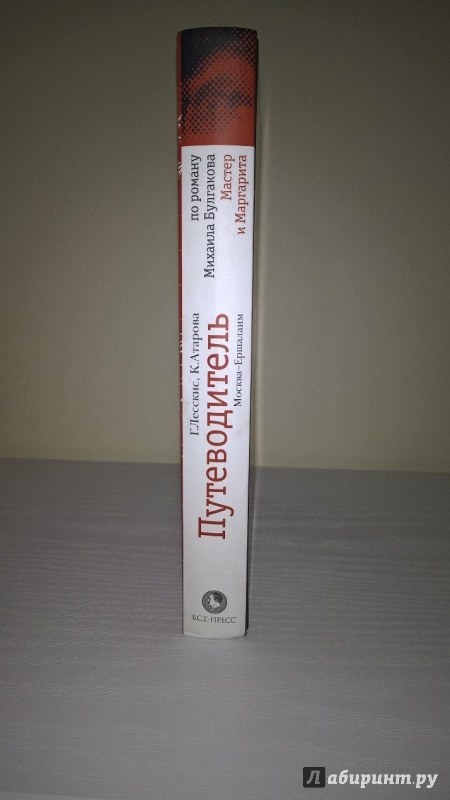 Г.Лесскис, К.Атарова
Путеводитель
Москва–Ершалаим
по роману
Михаила Булгакова
Мастер
и Маргарита
Б.С.Г.-ПРЕСС
Лабиринт.ру